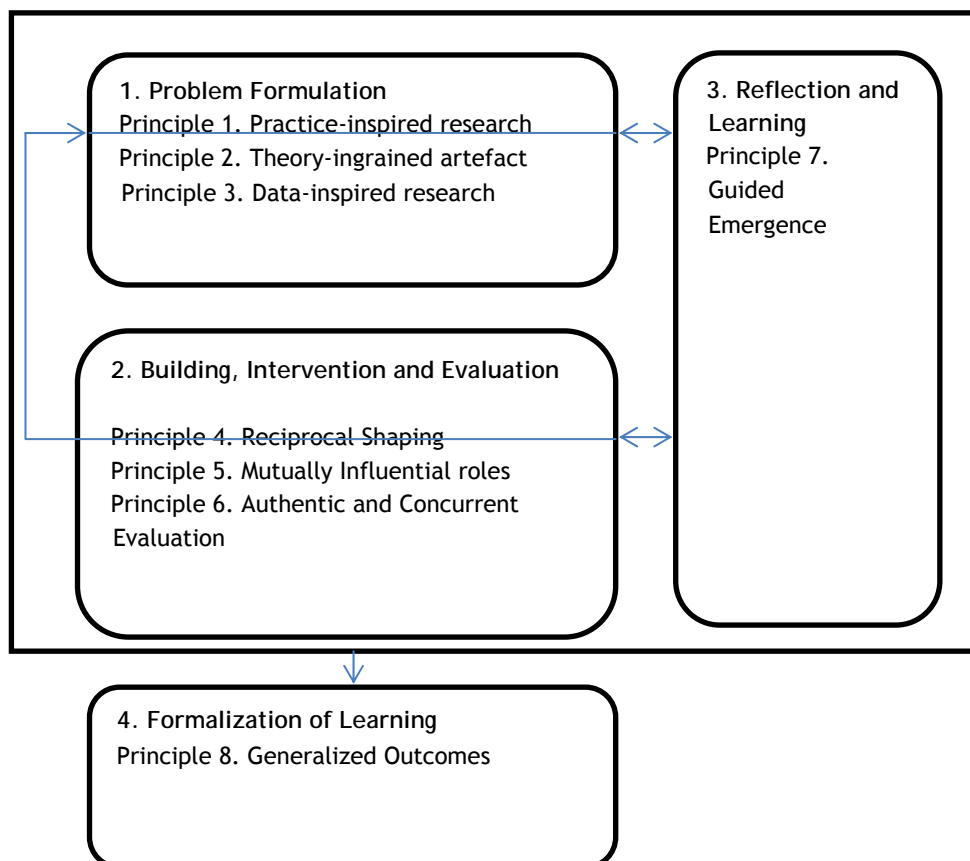 1. Problem Formulation
Principle 1. Practice-inspired research
Principle 2. Theory-ingrained artefact
Principle 3. Data-inspired research
2. Building, Intervention and Evaluation
Principle 4. Reciprocal Shaping
Principle 5. Mutually Influential roles
Principle 6. Authentic and Concurrent
Evaluation
3. Reflection and
Learning
Principle 7.
Guided
Emergence
4. Formalization of Learning
Principle 8. Generalized Outcomes